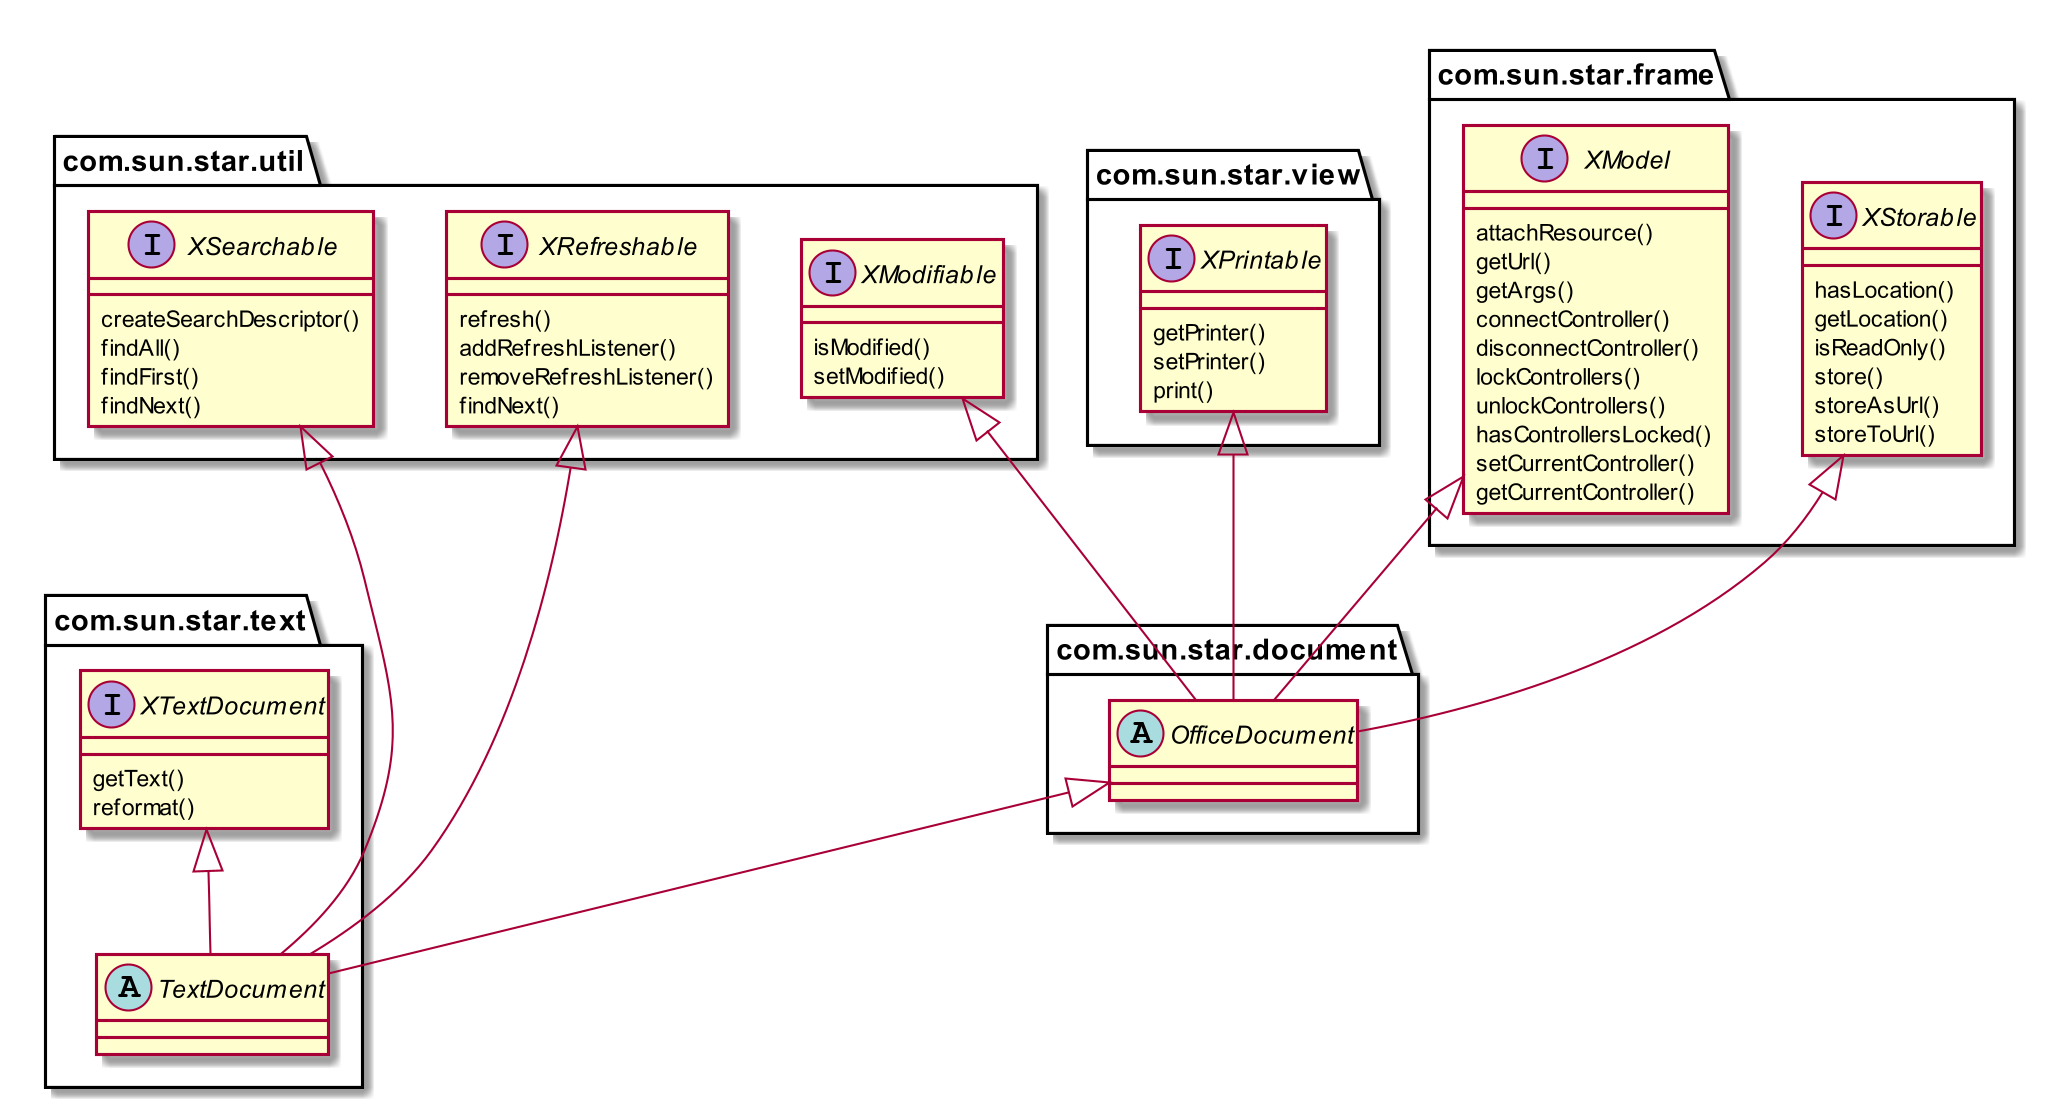 com.sun.star.util
I XSearchable
createSearchDescriptor()
findAll()
findFirst()
findNext()
I XRefreshable
refresh()
addRefreshListener()
removeRefreshListener()
findNext()
I XModifiable
isModified()
setModified()
com.sun.star.view
I XPrintable
getPrinter()
setPrinter()
print()
com.sun.star.frame
I XModel
attachResource()
getUrl()
getArgs()
connectController()
disconnectController()
lockControllers()
unlockControllers()
hasControllersLocked()
setCurrentController()
getCurrentController()
I XStorable
hasLocation()
getLocation()
isReadOnly()
store()
storeAsUrl()
storeToUrl()
com.sun.star.text
I XTextDocument
getText()
reformat()
A TextDocument
com.sun.star.document
A OfficeDocument